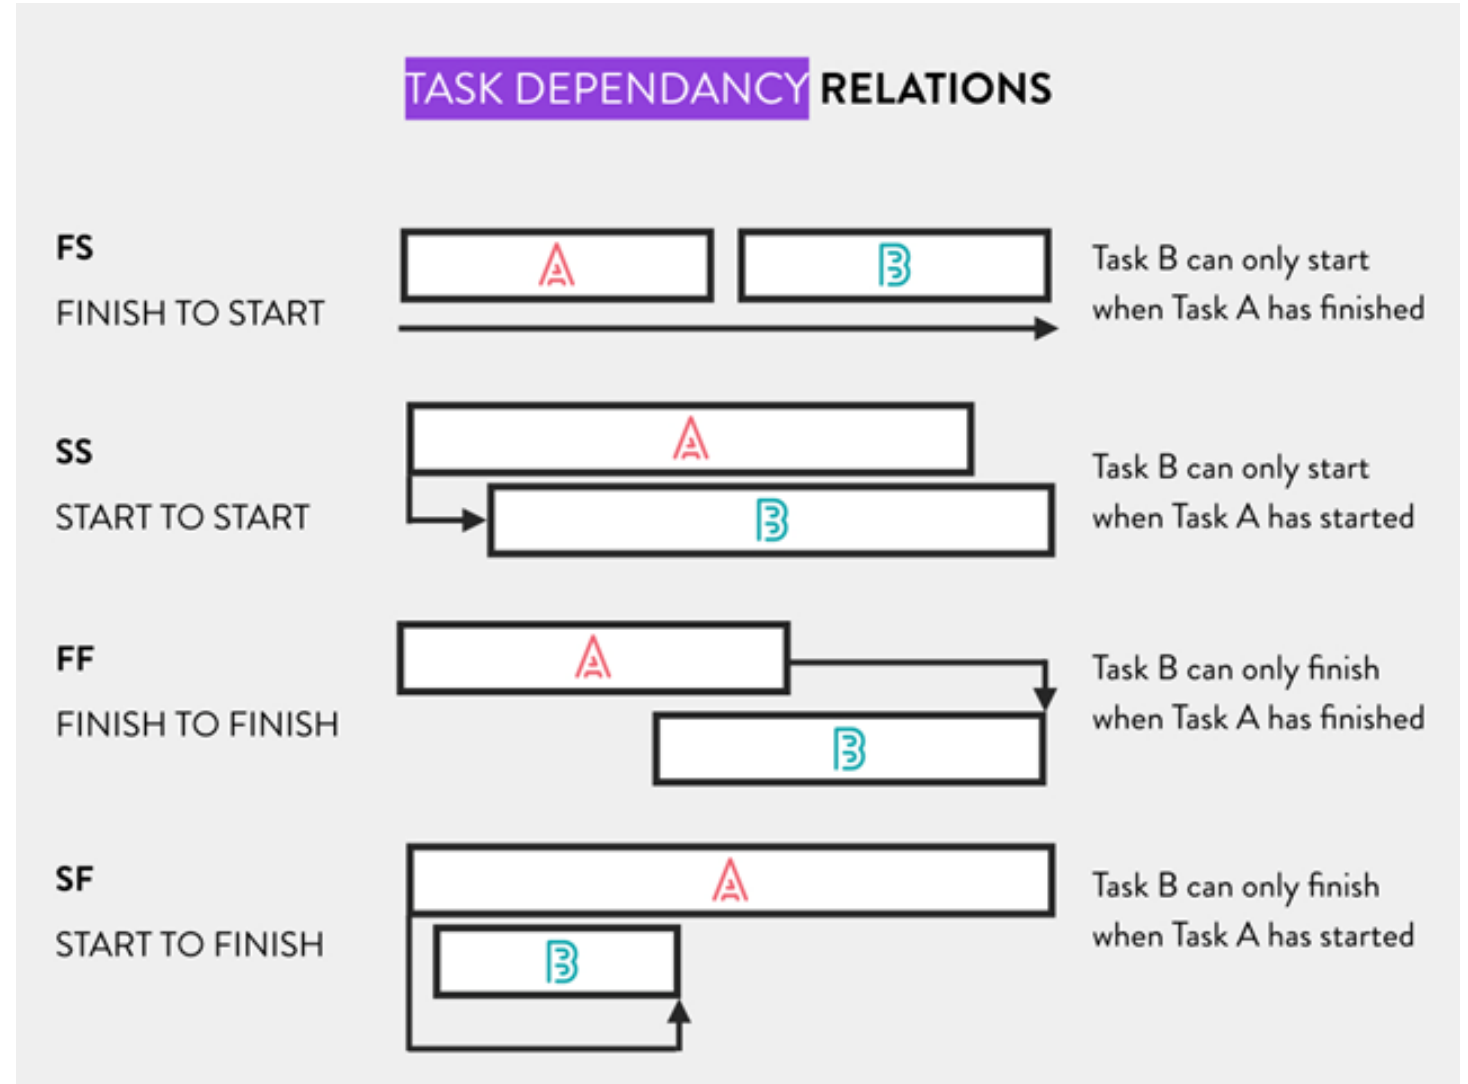 TASK DEPENDANCY RELATIONS
FS
FINISH TO START
A
B
Task B can only start
when Task A has finished
SS
START TO START
A
B
Task B can only start
when Task A has started
FF
FINISH TO FINISH
A
B
Task B can only finish
when Task A has finished
SF
START TO FINISH
A
B
Task B can only finish
when Task A has started